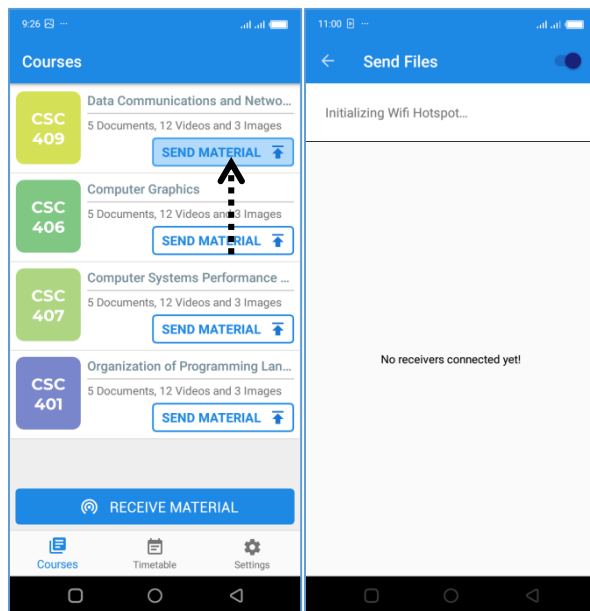 9:26 ...
Courses
CSC
409
Data Communications and Netwo...
5 Documents, 12 Videos and 3 Images
SEND MATERIAL
CSC
406
Computer Graphics
5 Documents, 12 Videos and 3 Images
SEND MATERIAL
CSC
407
Computer Systems Performance ...
5 Documents, 12 Videos and 3 Images
SEND MATERIAL
CSC
401
Organization of Programming Lan...
5 Documents, 12 Videos and 3 Images
SEND MATERIAL
RECEIVE MATERIAL
Courses
Timetable
Settings
11:00 ...
Send Files
Initializing Wifi Hotspot...
No receivers connected yet!